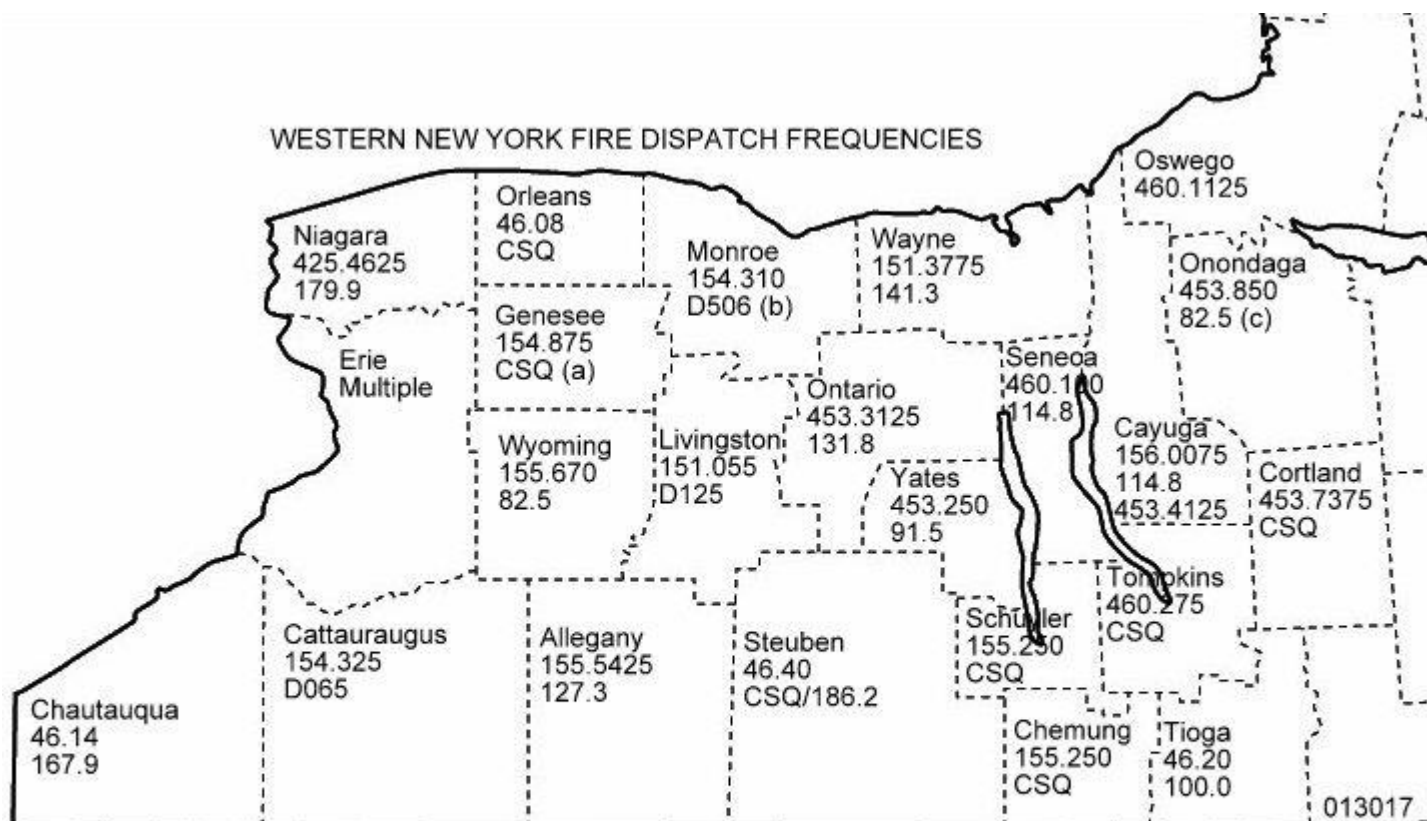 WESTERN NEW YORK FIRE DISPATCH FREQUENCIES
Oswego
460.1125
Orleans
46.08
CSQ
Niagara
425.4625
179.9
Monroe
154.310
D506 (b)
Wayne
151.3775
141.3
Onondaga
453.850
82.5 (c)
Genesee
154.875
CSQ (a)
Erie
Multiple
Seneca
114.8
Ontario
453.3125
131.8
Wyoming
155.670
82.5
Livingston
151.055
D125
Cayuga
156.0075
114.8
453.4125
Cortland
453.7375
CSQ
Yates
453.250
91.5
Tompkins
460.275
CSQ
Cattauraugus
154.325
D065
Allegany
155.5425
127.3
Steuben
46.40
CSQ/186.2
Schuyler
155.250
CSQ
Chautauqua
46.14
167.9
Chemung
155.250
CSQ
Tioga
46.20
100.0
013017